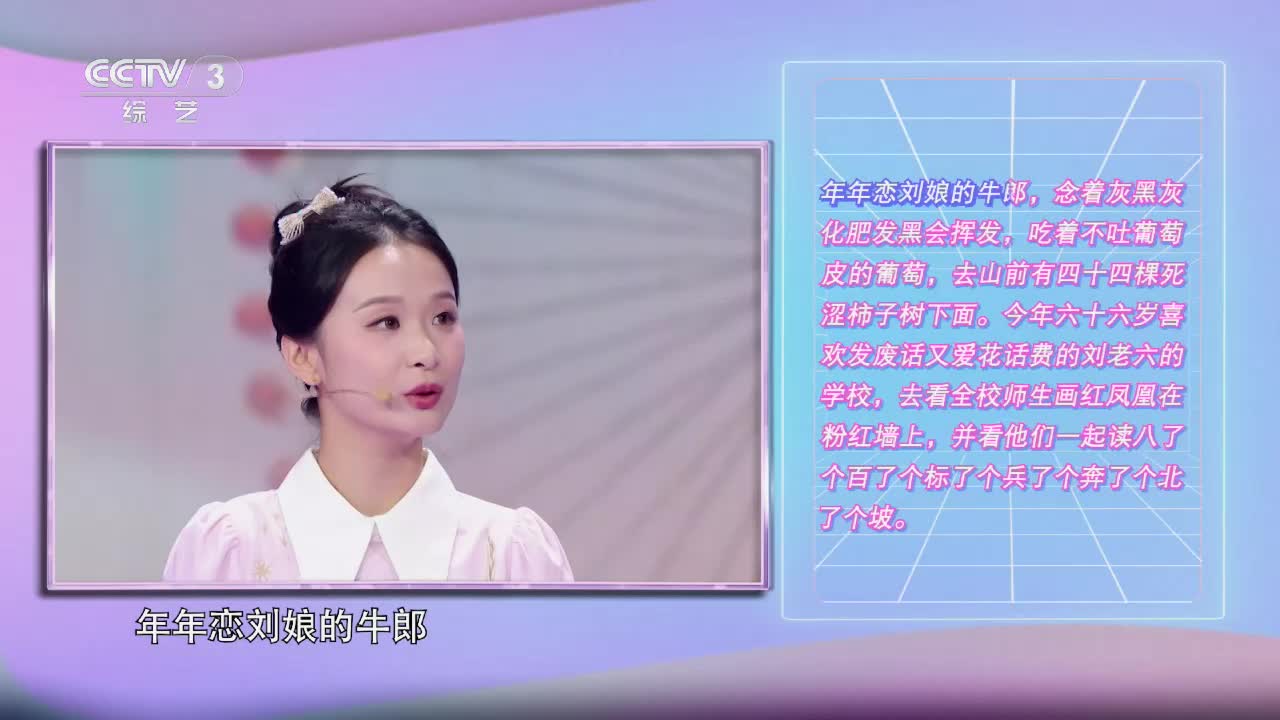 CCTV 3
综艺
年年恋刘娘的牛郎，念着灰黑灰
化肥发黑会挥发，吃着不吐葡萄
皮的葡萄，去山前有四十四棵死
涩柿子树下面。今年六十六岁喜
欢发废话又爱花话费的刘老六的
学校，去看全校师生画红凤凰在
粉红墙上，并看他们一起读八了
个百了个标了个兵了个奔了个北
了个坡。
年年恋刘娘的牛郎